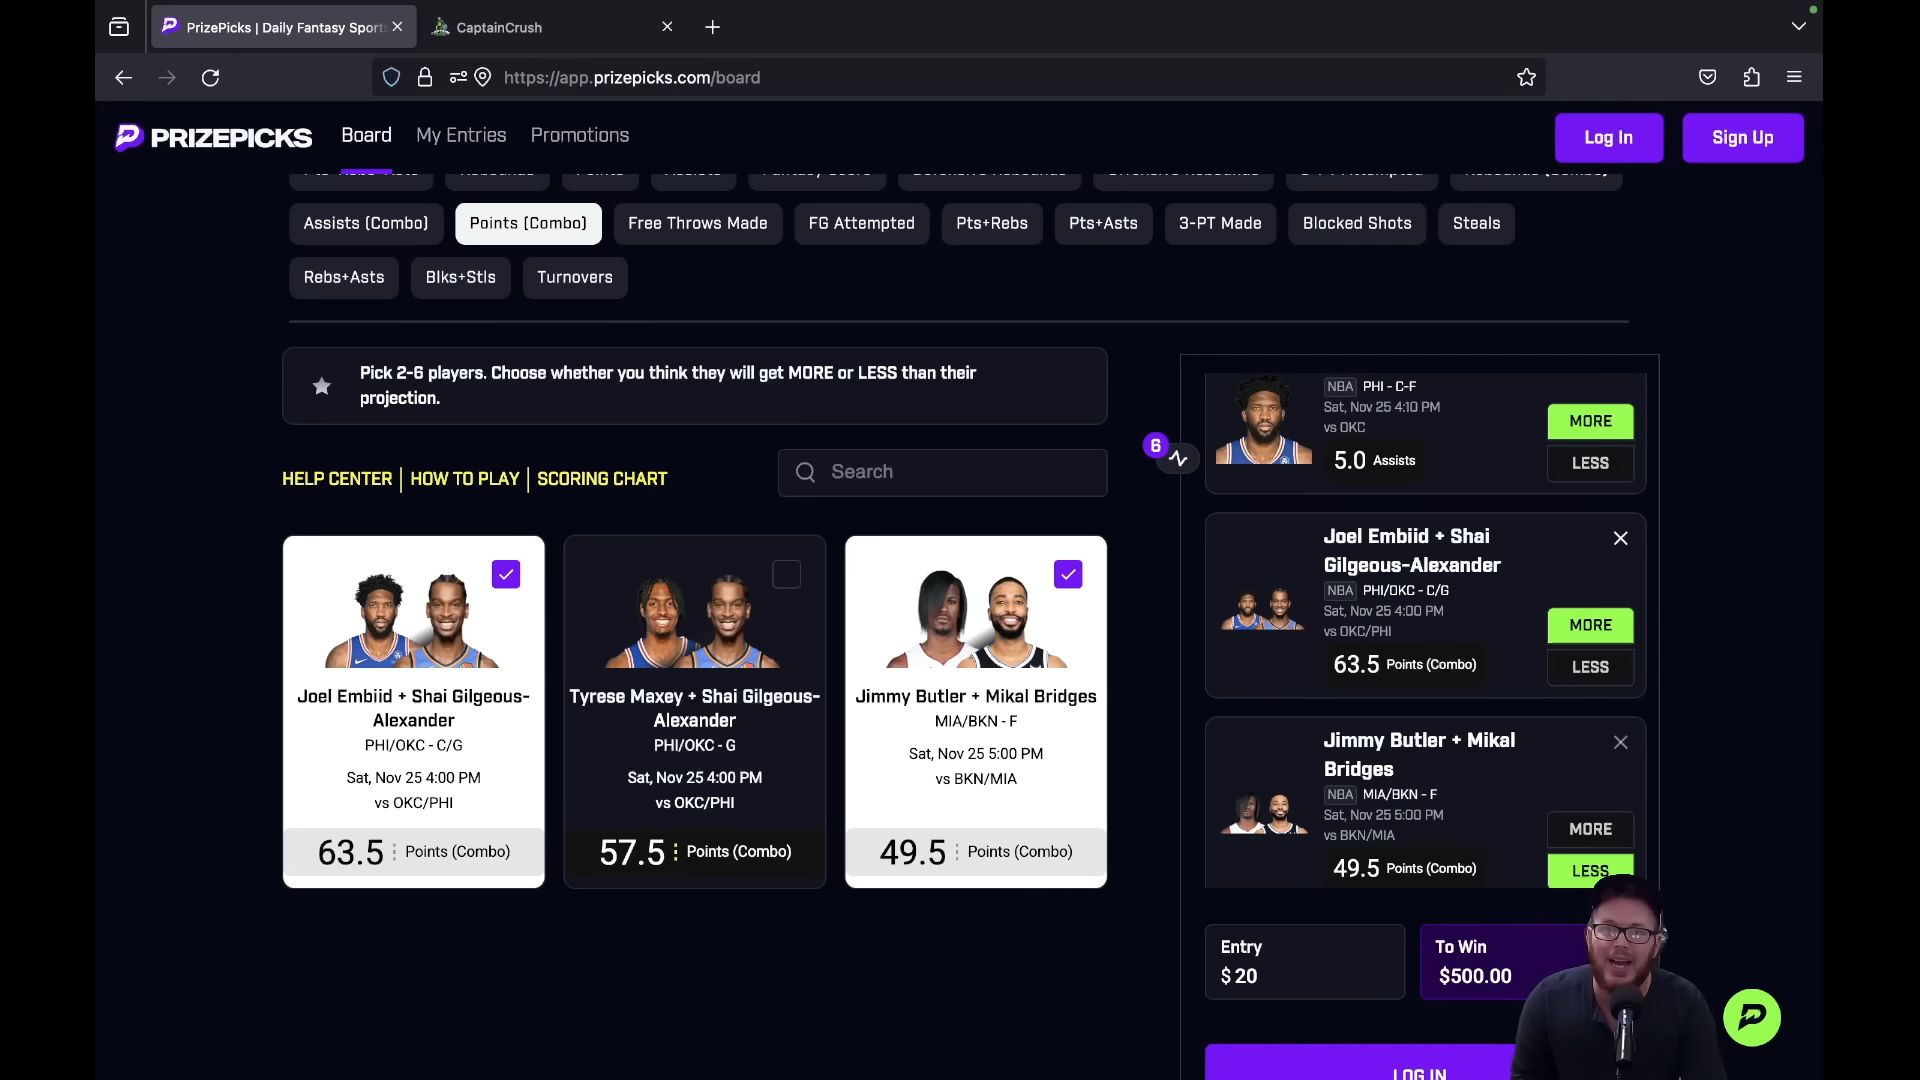 PrizePicks | Daily Fantasy Sports
CaptainCrush
https://app.prizepicks.com/board
PRIZEPICKS
Board
My Entries
Promotions
Log In
Sign Up
Assists (Combo)
Points (Combo)
Free Throws Made
FG Attempted
Pts+Rebs
Pts+Asts
3-PT Made
Blocked Shots
Steals
Rebs+Asts
Blks+Stls
Turnovers
Pick 2-6 players. Choose whether you think they will get MORE or LESS than their
projection.
HELP CENTER
HOW TO PLAY
SCORING CHART
Search
Joel Embiid + Shai Gilgeous-
Alexander
PHI/OKC - C/G
Sat, Nov 25 4:00 PM
vs OKC/PHI
63.5 Points (Combo)
Tyrese Maxey + Shai Gilgeous-
Alexander
PHI/OKC - G
Sat, Nov 25 4:00 PM
vs OKC/PHI
57.5 Points (Combo)
Jimmy Butler + Mikal Bridges
MIA/BKN - F
Sat, Nov 25 5:00 PM
vs BKN/MIA
49.5 Points (Combo)
6
NBA PHI - C-F
Sat, Nov 25 4:10 PM
vs OKC
5.0 Assists
MORE
LESS
Joel Embiid + Shai
Gilgeous-Alexander
NBA PHI/OKC - C/G
Sat, Nov 25 4:00 PM
vs OKC/PHI
63.5 Points (Combo)
MORE
LESS
Jimmy Butler + Mikal
Bridges
NBA MIA/BKN - F
Sat, Nov 25 5:00 PM
vs BKN/MIA
49.5 Points (Combo)
MORE
LESS
Entry
$ 20
To Win
$500.00
LOG IN